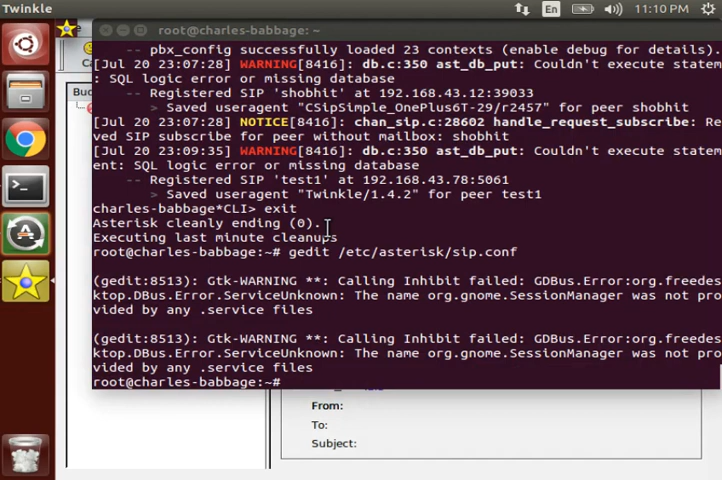 Twinkle
En
11:10 PM
root@charles-babbage: ~
-- pbx_config successfully loaded 23 contexts (enable debug for details).
[Jul 20 23:07:28] WARNING[8416]: db.c:350 ast_db_put: Couldn't execute statem
: SQL logic error or missing database
-- Registered SIP 'shobhit' at 192.168.43.12:39033
> Saved useragent "CSipSimple_OnePlus6T-29/r2457" for peer shobhit
[Jul 20 23:07:28] NOTICE[8416]: chan_sip.c:28602 handle_request_subscribe: Re
ved SIP subscribe for peer without mailbox: shobhit
[Jul 20 23:09:35] WARNING[8416]: db.c:350 ast_db_put: Couldn't execute statem
ent: SQL logic error or missing database
-- Registered SIP 'test1' at 192.168.43.78:5061
> Saved useragent "Twinkle/1.4.2" for peer test1
charles-babbage*CLI> exit
Asterisk cleanly ending (0).
Executing last minute cleanups
root@charles-babbage:~# gedit /etc/asterisk/sip.conf
(gedit:8513): Gtk-WARNING **: Calling Inhibit failed: GDBus.Error:org.freedes
ktop.DBus.Error.ServiceUnknown: The name org.gnome.SessionManager was not pro
vided by any .service files
(gedit:8513): Gtk-WARNING **: Calling Inhibit failed: GDBus.Error:org.freedes
ktop.DBus.Error.ServiceUnknown: The name org.gnome.SessionManager was not pro
vided by any .service files
root@charles-babbage:~#
From:
To:
Subject: